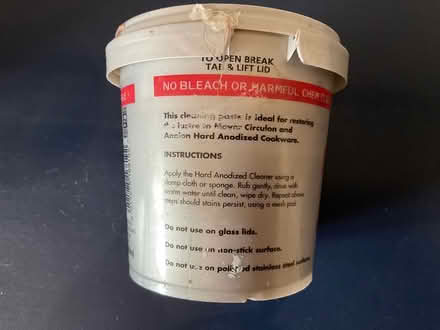 TO OPEN BREAK
TAB & LIFT LID
NO BLEACH OR HARMFUL
This cleaning paste is ideal for restoring
lustre to Meyer Circulon and
Anolon Hard Anodized Cookware.
INSTRUCTIONS
Apply the Hard Anodized Cleaner using a
damp cloth or sponge. Rub gently, rinse with
warm water until clean, wipe dry. Repeat above
steps should stains persist, using a mesh pad.
Do not use on glass lids.
Do not use on non-stick surface.
Do not use on polished stainless steel surfaces.